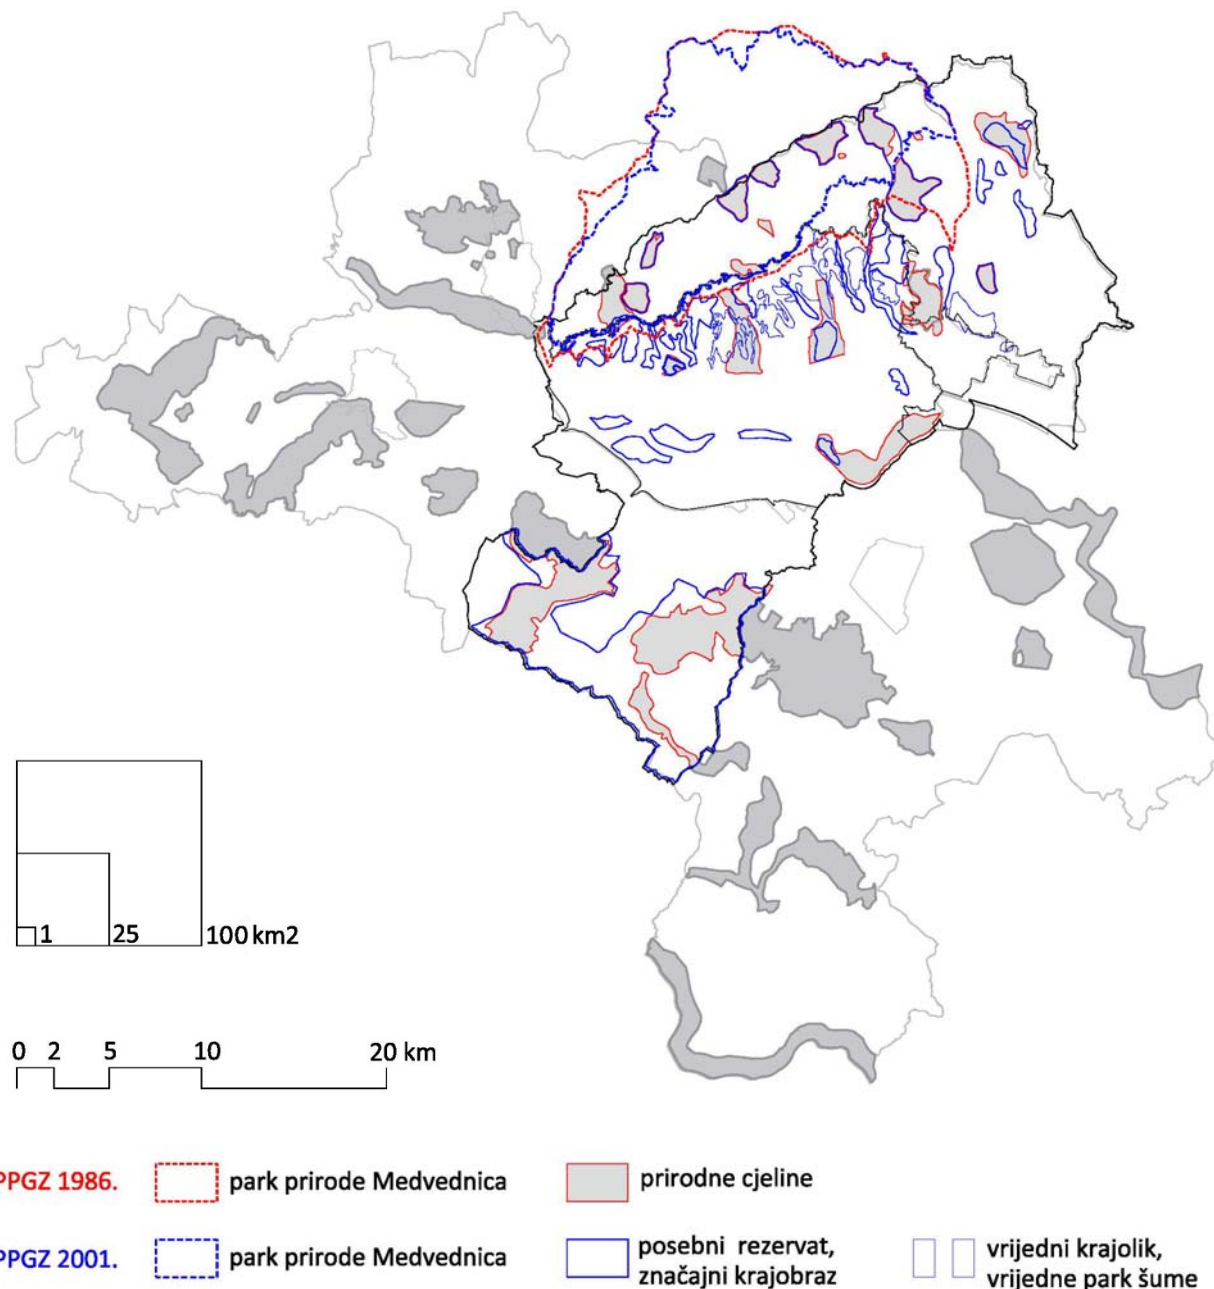 1
25
100 km2
0 2 5 10 20 km
PPGZ 1986.
park prirode Medvednica
prirodne cjeline
PPGZ 2001.
park prirode Medvednica
posebni rezervat,
značajni krajobraz
vrijedni krajolik,
vrijedne park šume